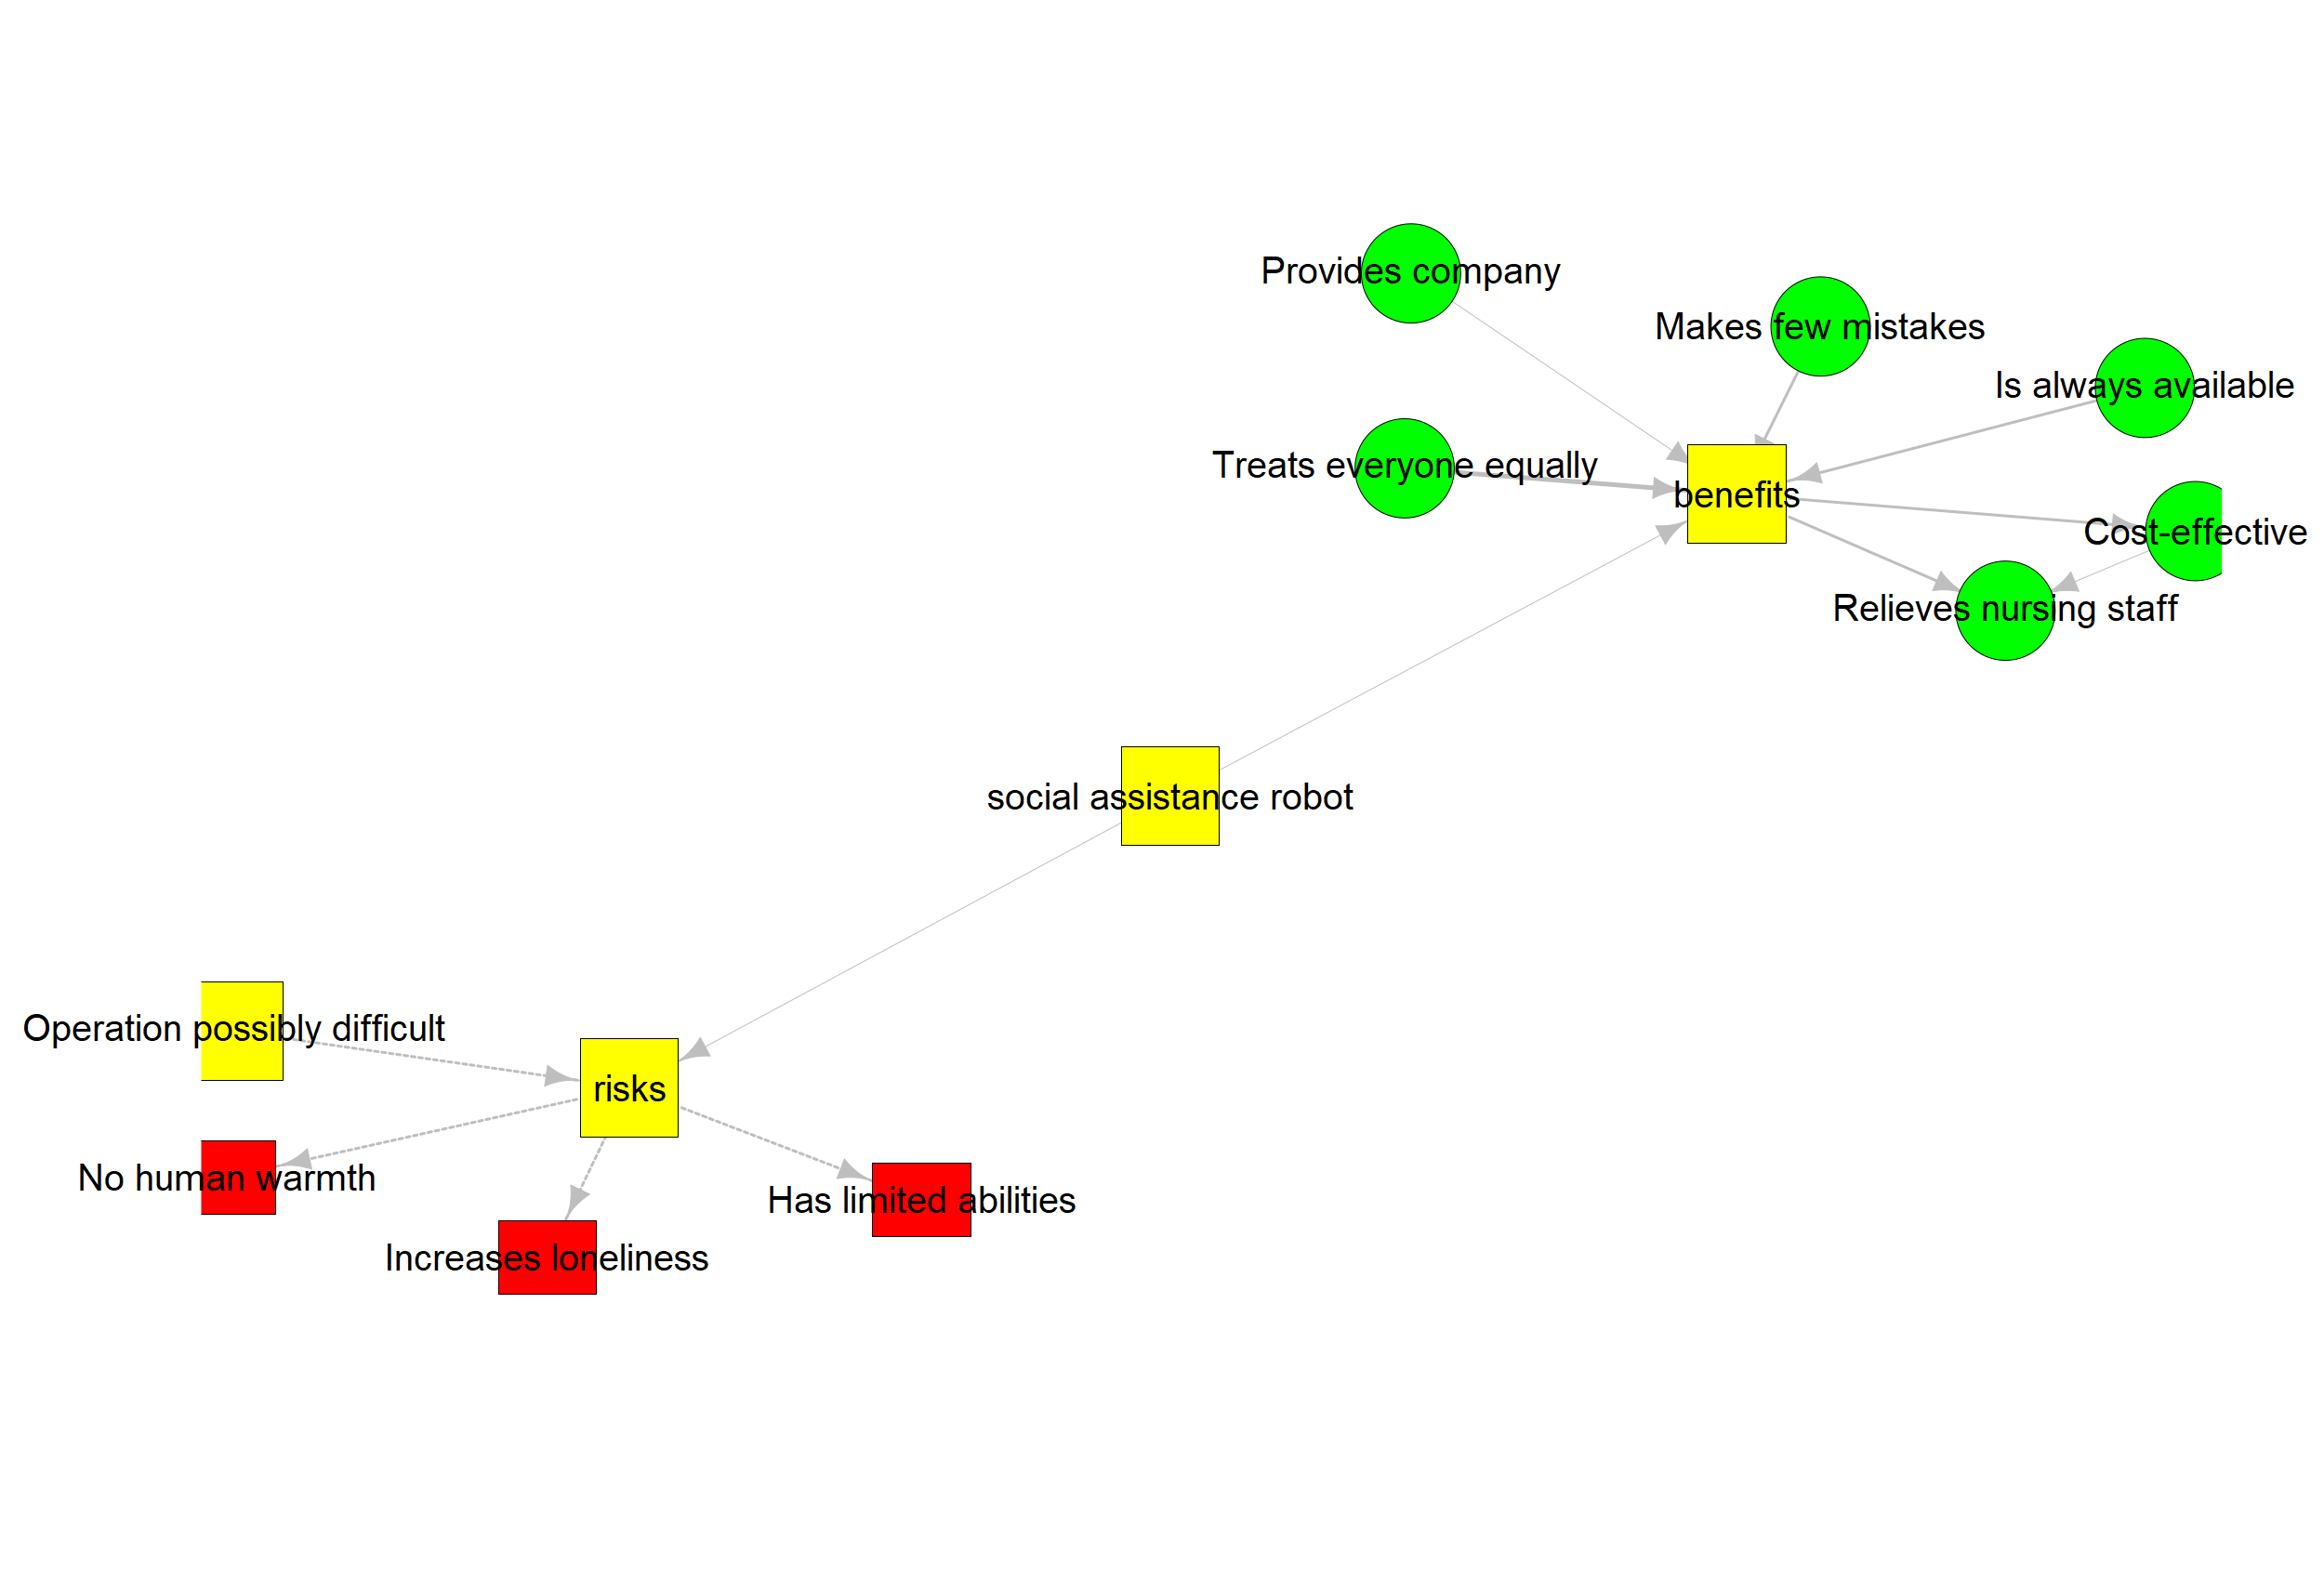 Provides company
Makes few mistakes
Is always available
Treats everyone equally
benefits
Cost-effective
Relieves nursing staff
social assistance robot
Operation possibly difficult
risks
No human warmth
Has limited abilities
Increases loneliness